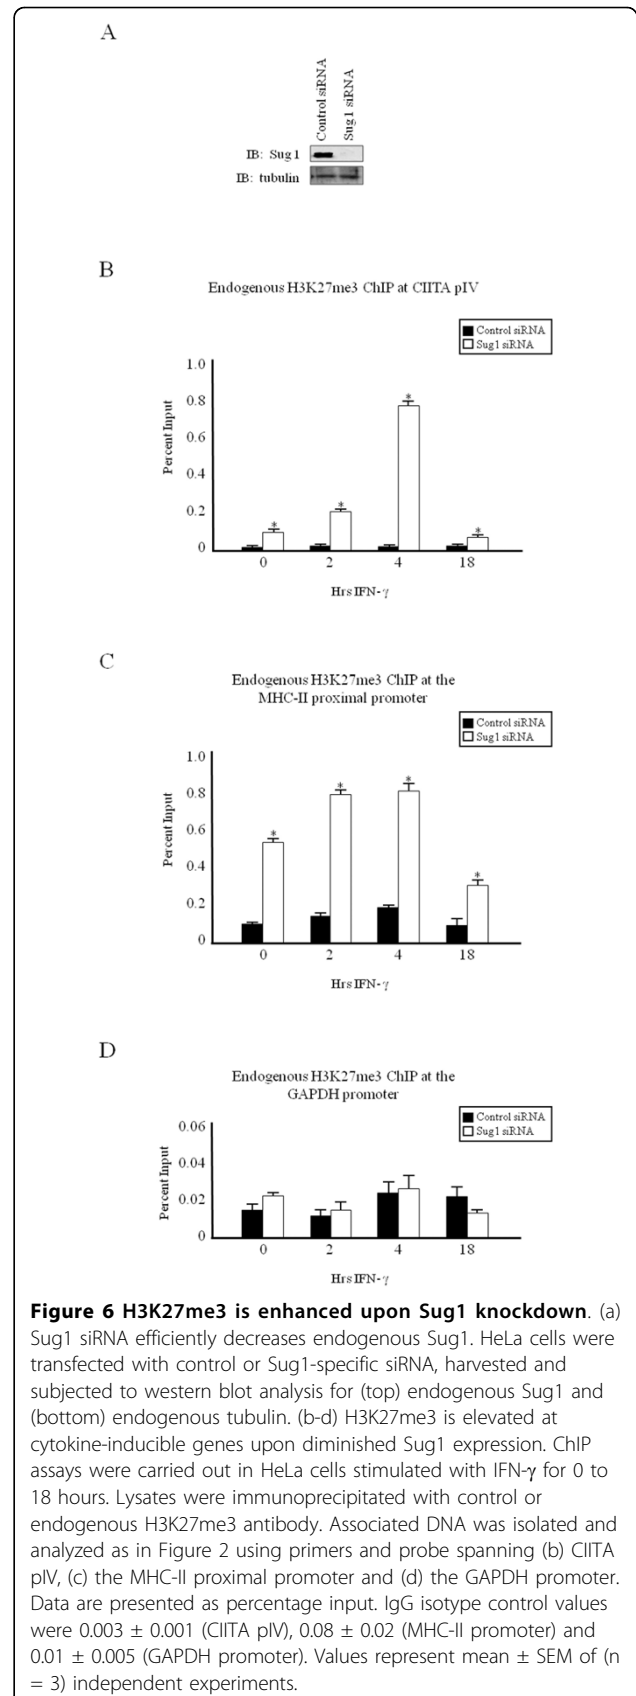 A
Control siRNA
Sug1 siRNA
IB: Sug1
IB: tubulin
B
Endogenous H3K27me3 ChIP at CIITA pIV
Control siRNA
Sug1 siRNA
Percent Input
1.0
0.8
0.6
0.4
0.2
0
*
*
*
*
0 2 4 18
Hrs IFN-γ
C
Endogenous H3K27me3 ChIP at the
MHC-II proximal promoter
Control siRNA
Sug1 siRNA
Percent Input
1.0
0.8
0.6
0.4
0.2
0
*
*
*
*
0 2 4 18
Hrs IFN-γ
D
Endogenous H3K27me3 ChIP at the
GAPDH promoter
Control siRNA
Sug1 siRNA
Percent Input
0.06
0.04
0.02
0
0 2 4 18
Hrs IFN-γ
Figure 6 H3K27me3 is enhanced upon Sug1 knockdown. (a)
Sug1 siRNA efficiently decreases endogenous Sug1. HeLa cells were
transfected with control or Sug1-specific siRNA, harvested and
subjected to western blot analysis for (top) endogenous Sug1 and
(bottom) endogenous tubulin. (b-d) H3K27me3 is elevated at
cytokine-inducible genes upon diminished Sug1 expression. ChIP
assays were carried out in HeLa cells stimulated with IFN-γ for 0 to
18 hours. Lysates were immunoprecipitated with control or
endogenous H3K27me3 antibody. Associated DNA was isolated and
analyzed as in Figure 2 using primers and probe spanning (b) CIITA
pIV, (c) the MHC-II proximal promoter and (d) the GAPDH promoter.
Data are presented as percentage input. IgG isotype control values
were 0.003 ± 0.001 (CIITA pIV), 0.08 ± 0.02 (MHC-II promoter) and
0.01 ± 0.005 (GAPDH promoter). Values represent mean ± SEM of (n
= 3) independent experiments.